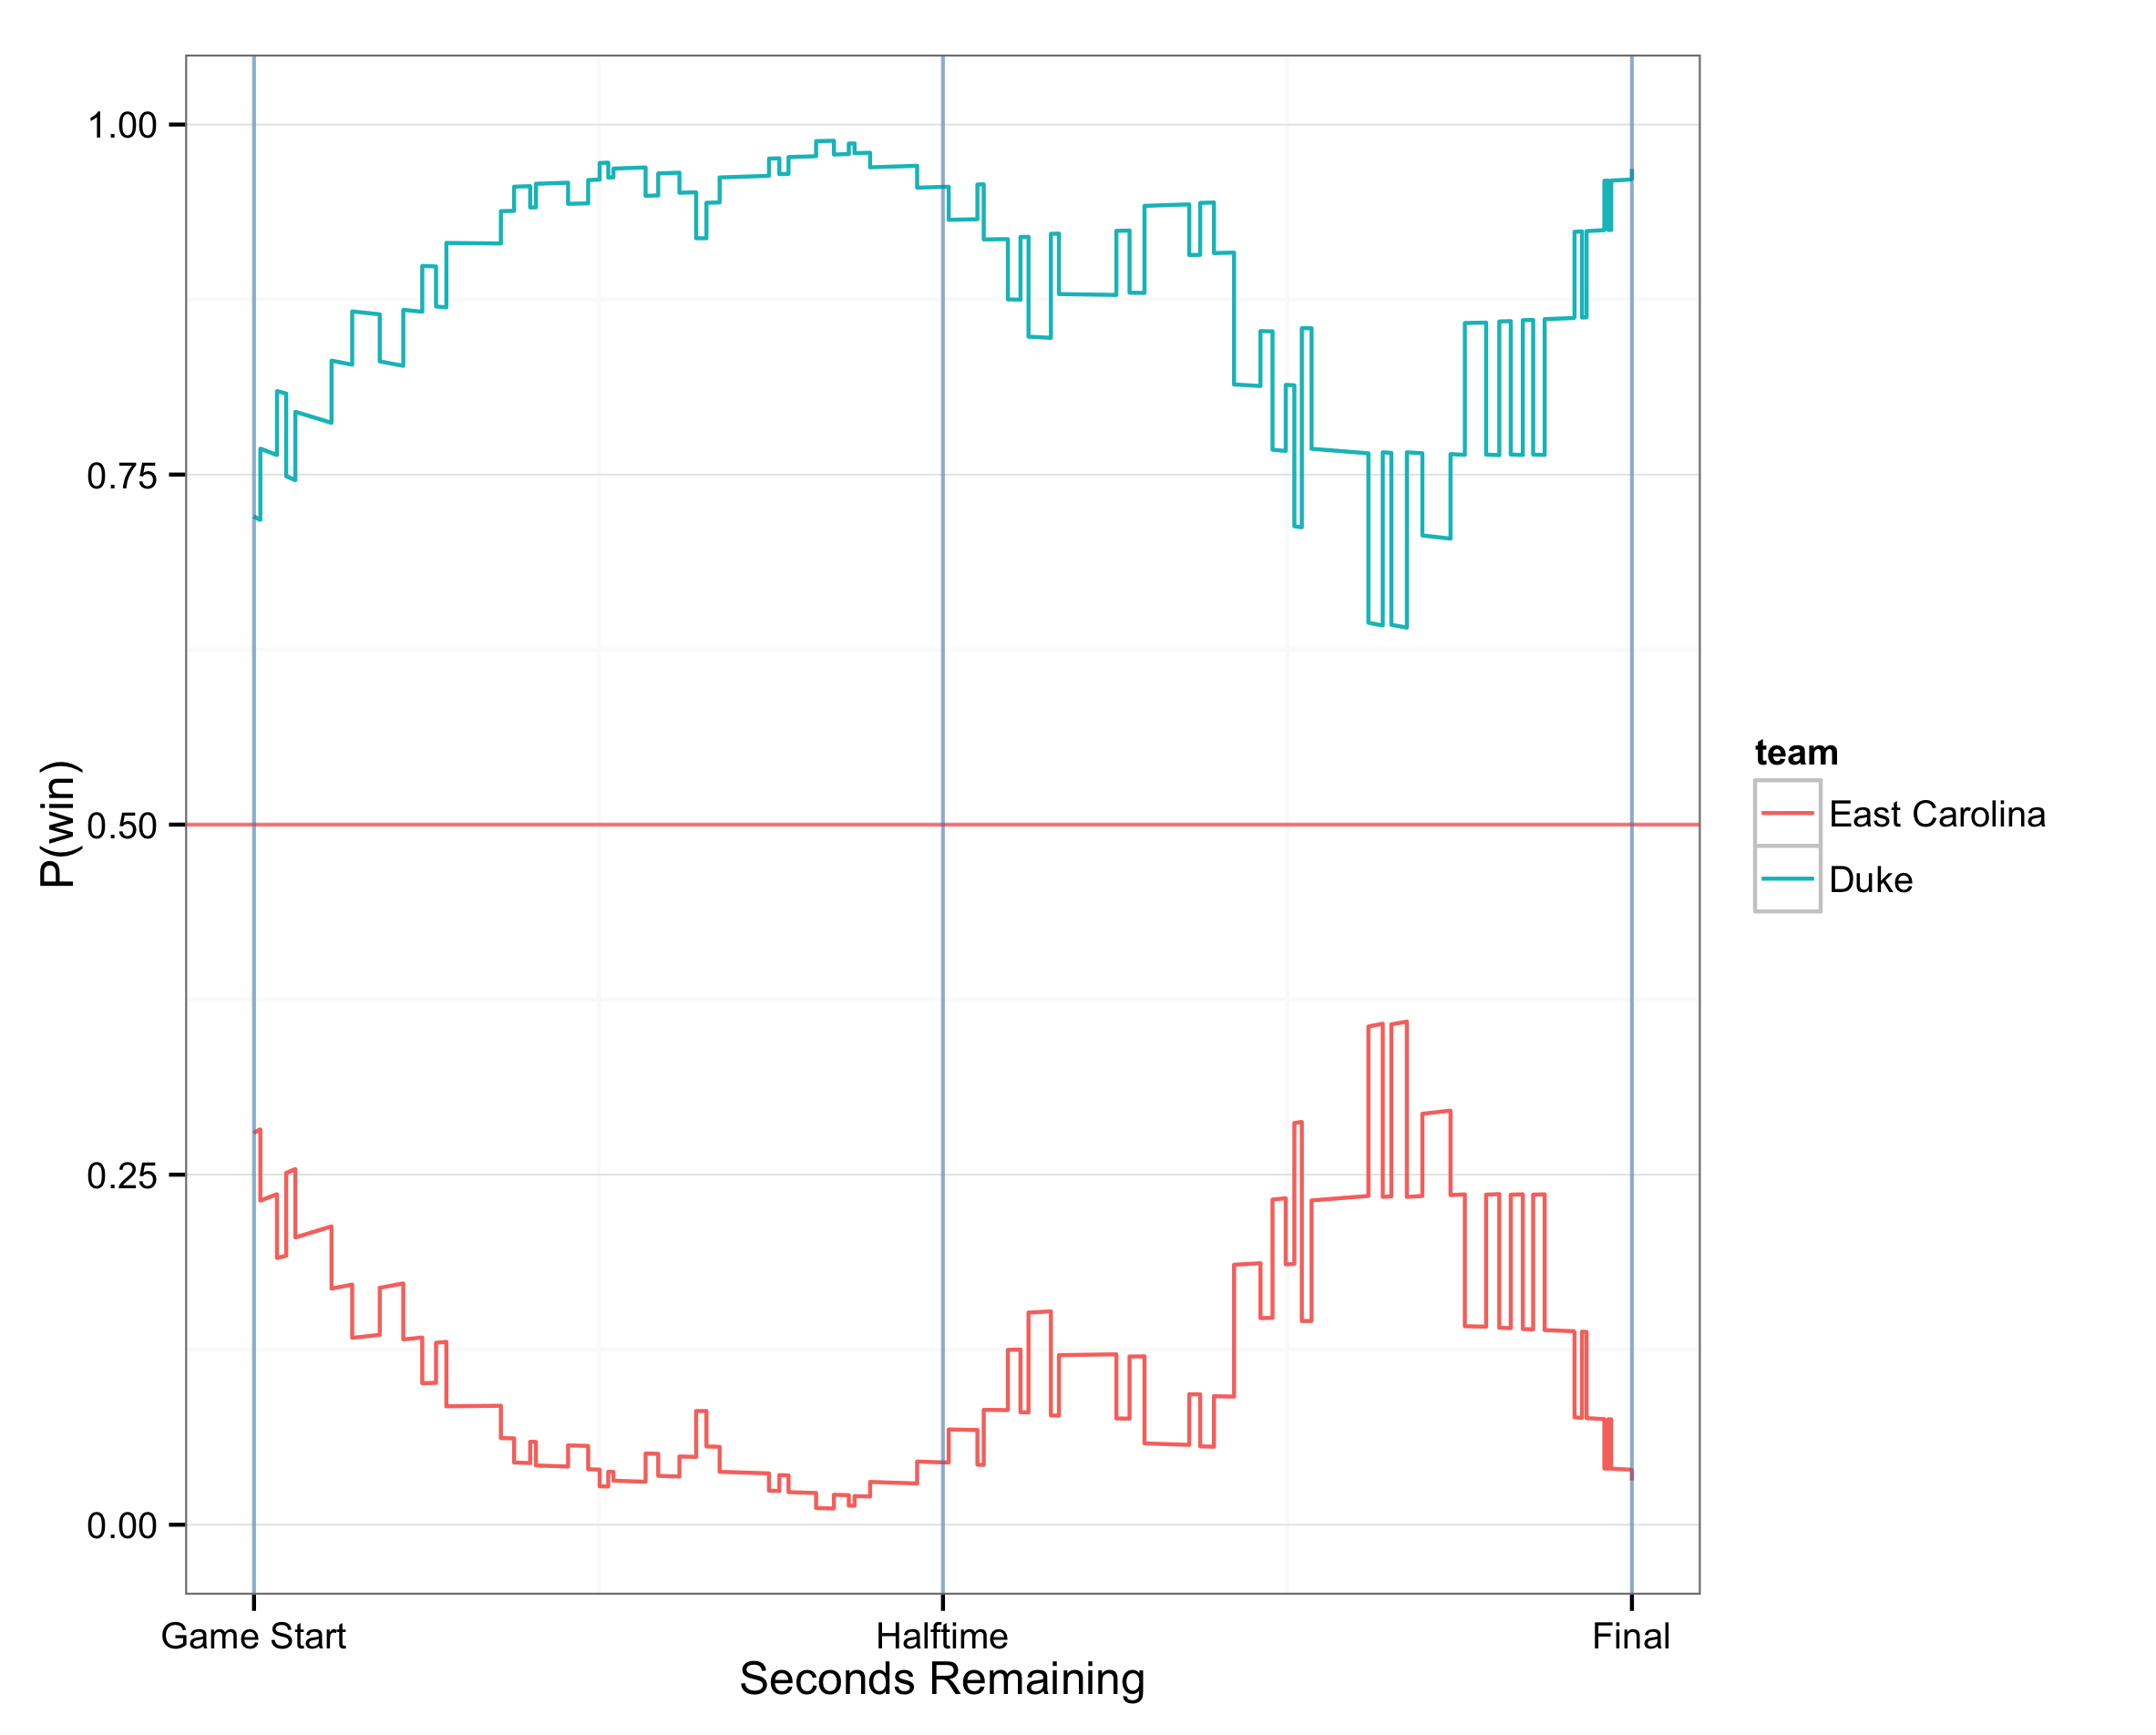 1.00
0.75
0.50
0.25
0.00
P(win)
Game Start
Halftime
Final
Seconds Remaining
team
East Carolina
Duke